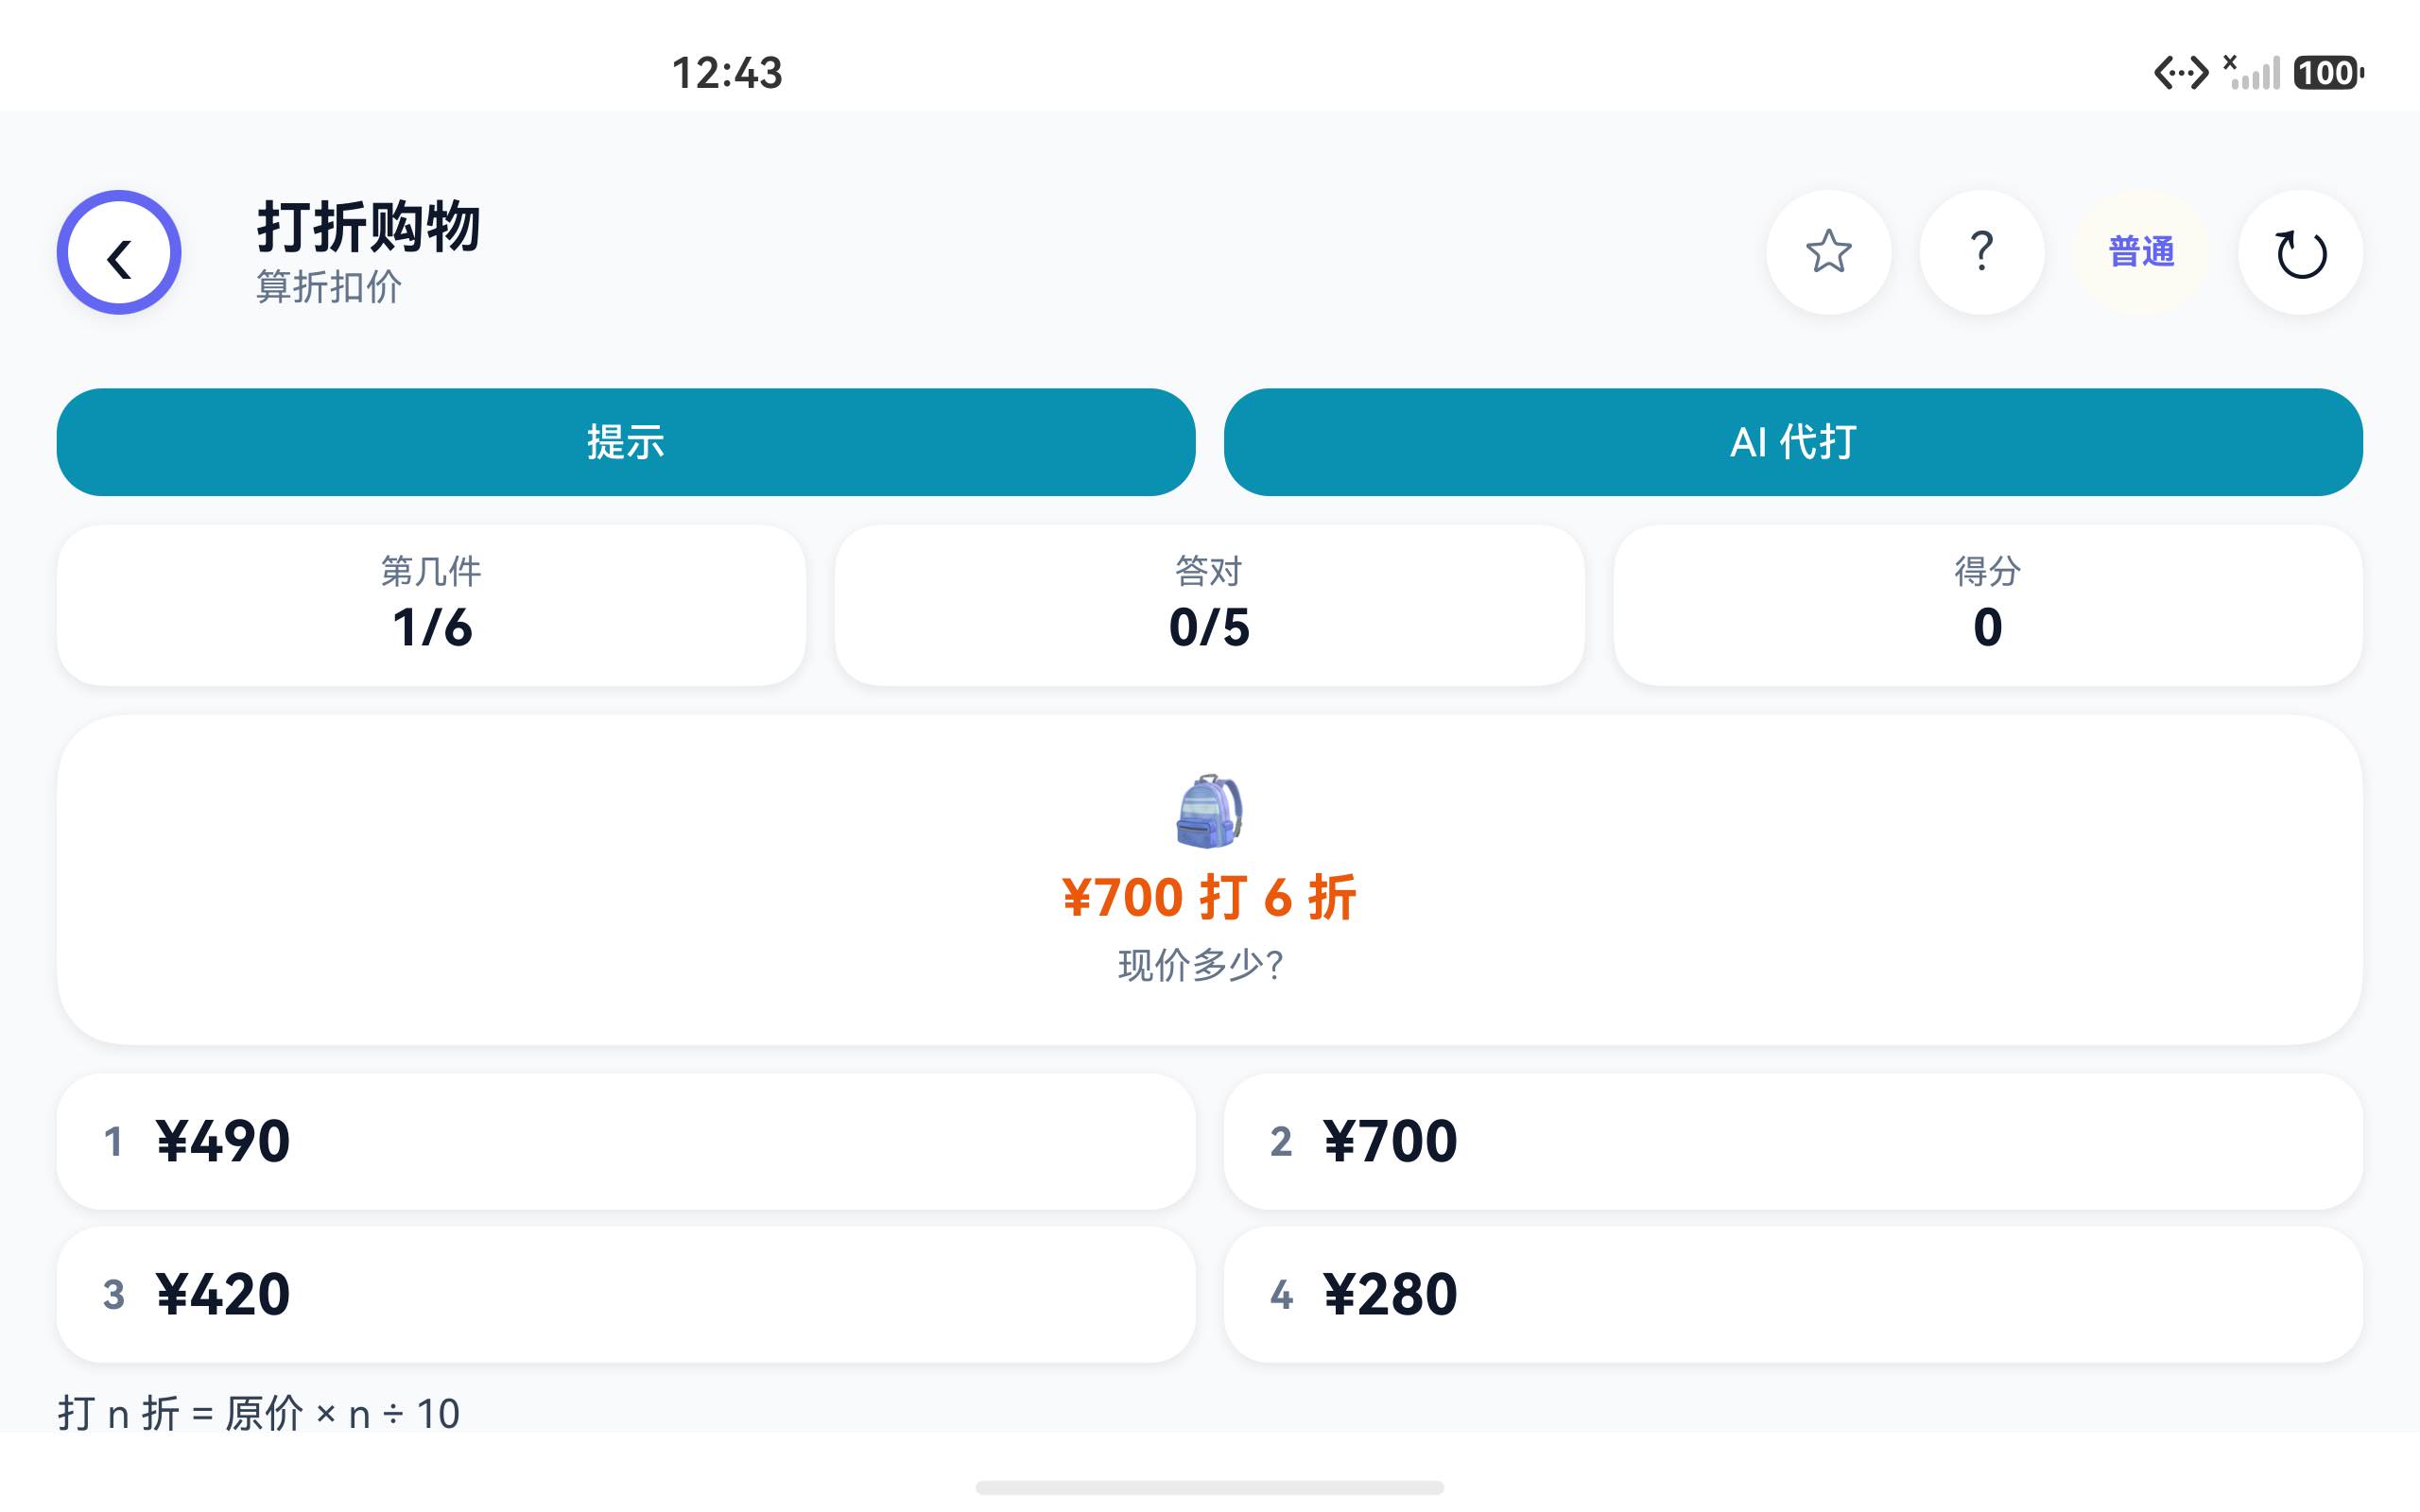 12:43
100
打折购物
算折扣价
?
普通
提示
AI 代打
第几件
1/6
答对
0/5
得分
0
¥700 打 6 折
现价多少？
1 ¥490
2 ¥700
3 ¥420
4 ¥280
打 n 折 = 原价 × n ÷ 10